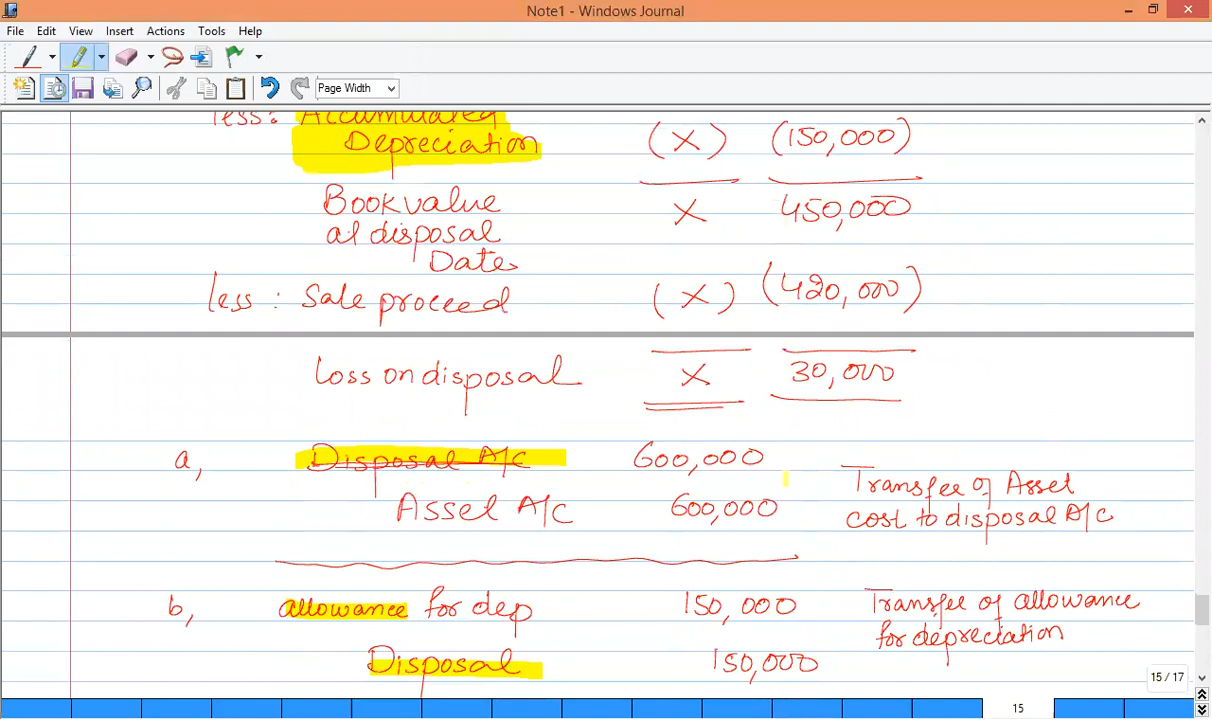 Note1 - Windows Journal
File Edit View Insert Actions Tools Help
Page Width
less: Accumulated
Depreciation (X) (150,000)
Book value X 450,000
at disposal
Date
less: Sale proceed (X) (420,000)
Loss on disposal X 30,000
a, Disposal A/C 600,000
Asset A/C 600,000
Transfer of Asset
cost to disposal A/C
b, allowance for dep 150,000
Disposal 150,000
Transfer of allowance
for depreciation
15 / 17
15